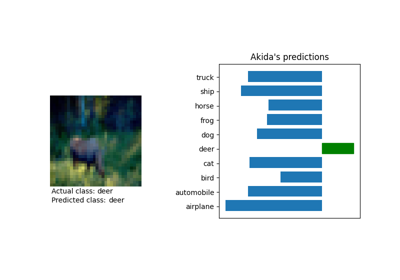 Akida's predictions
truck
ship
horse
frog
dog
deer
cat
bird
automobile
airplane
Actual class: deer
Predicted class: deer